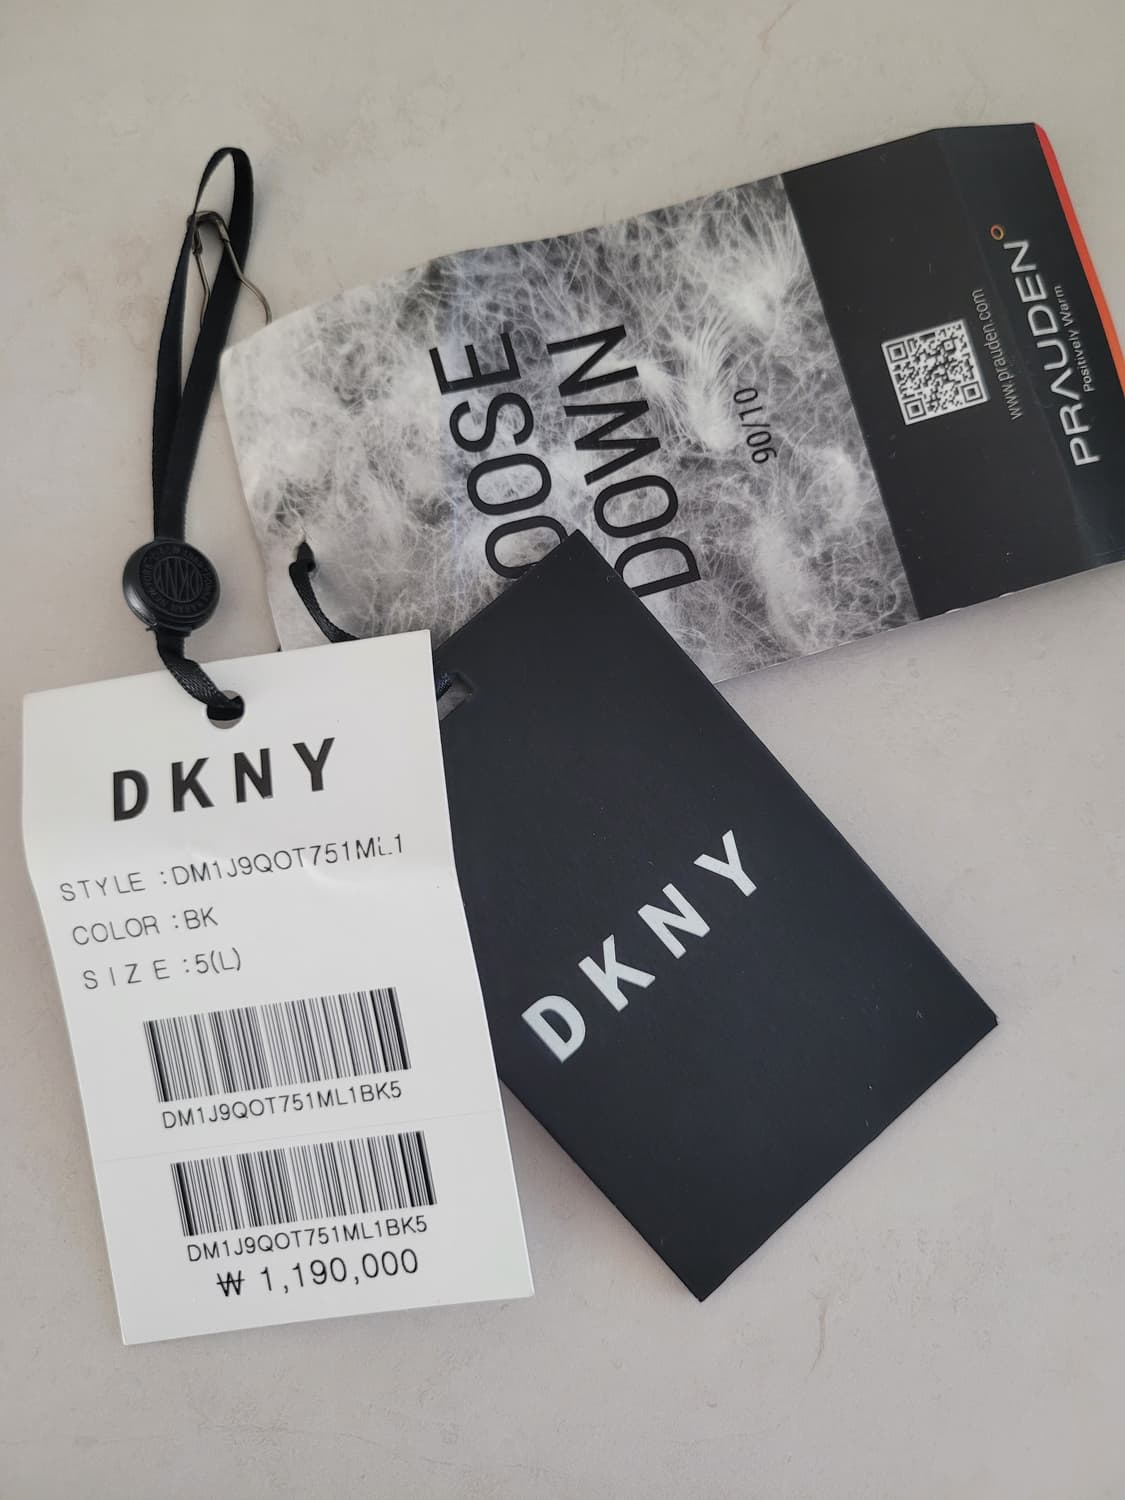 OOSE
DOWN
90/10
www.prauden.com
PRAUDEN
Positively Warm
DKNY
STYLE :DM1J9QOT751ML1
COLOR :BK
SIZE :5(L)
DM1J9QOT751ML1BK5
DM1J9QOT751ML1BK5
₩ 1,190,000
DKNY